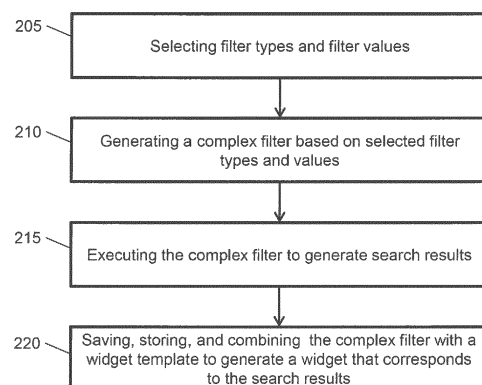 205
Selecting filter types and filter values
210
Generating a complex filter based on selected filter
types and values
215
Executing the complex filter to generate search results
220
Saving, storing, and combining the complex filter with a
widget template to generate a widget that corresponds
to the search results